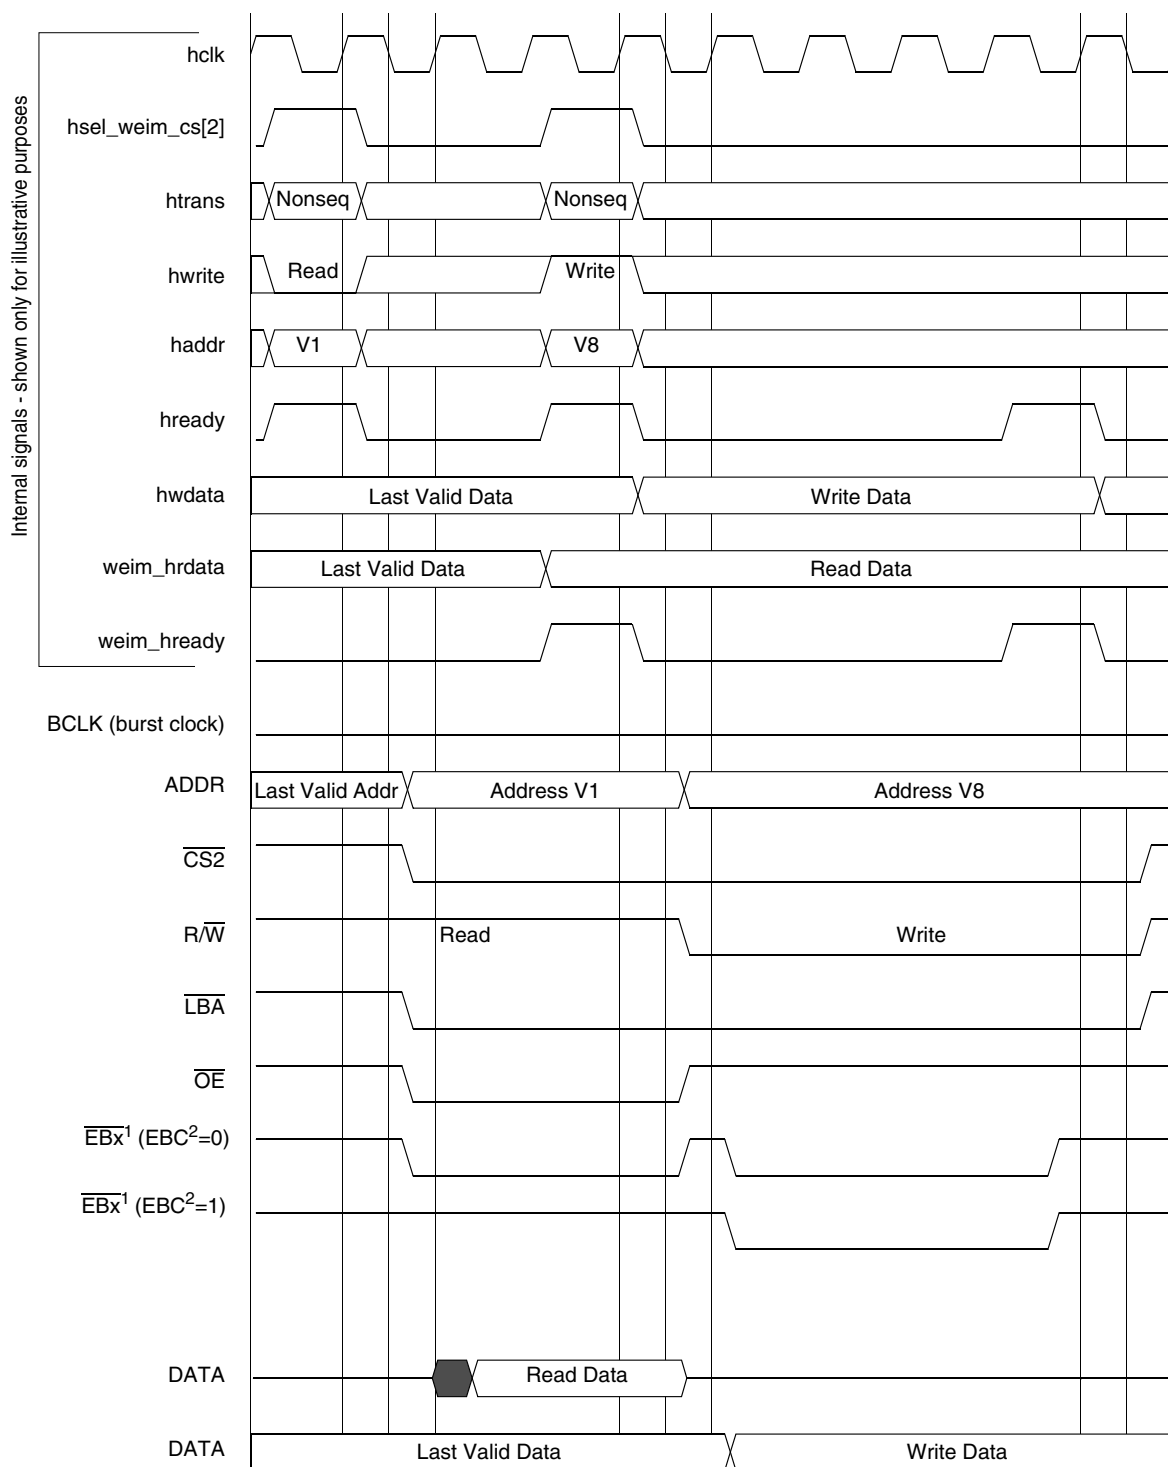 Internal signals - shown only for illustrative purposes
hclk
hsel_weim_cs[2]
htrans Nonseq Nonseq
hwrite Read Write
haddr V1 V8
hready
hwdata Last Valid Data Write Data
weim_hrdata Last Valid Data Read Data
weim_hready
BCLK (burst clock)
ADDR Last Valid Addr Address V1 Address V8
CS2
R/W Read Write
LBA
OE
EBx¹ (EBC²=0)
EBx¹ (EBC²=1)
DATA Read Data
DATA Last Valid Data Write Data